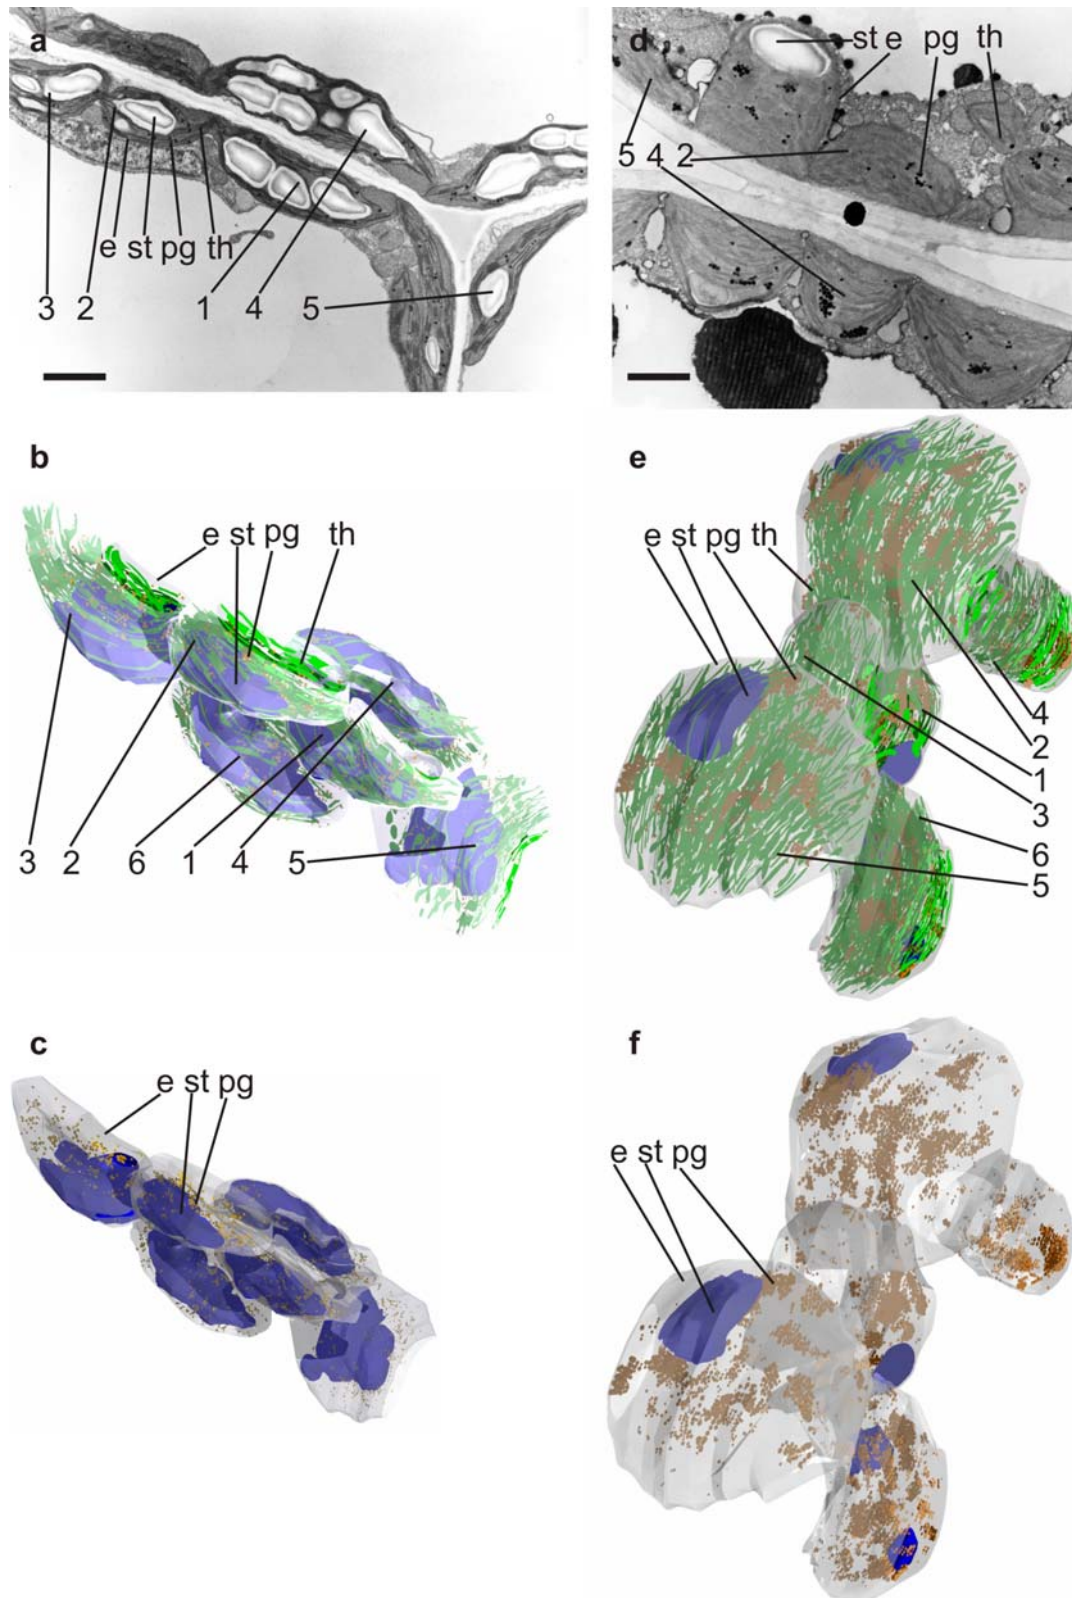 a
e st pg th
3 2 1 4 5
d
st e pg th
5 4 2
b
e st pg th
3 2 6 1 4 5
e
e st pg th
4
2
1
3
6
5
c
e st pg
f
e st pg